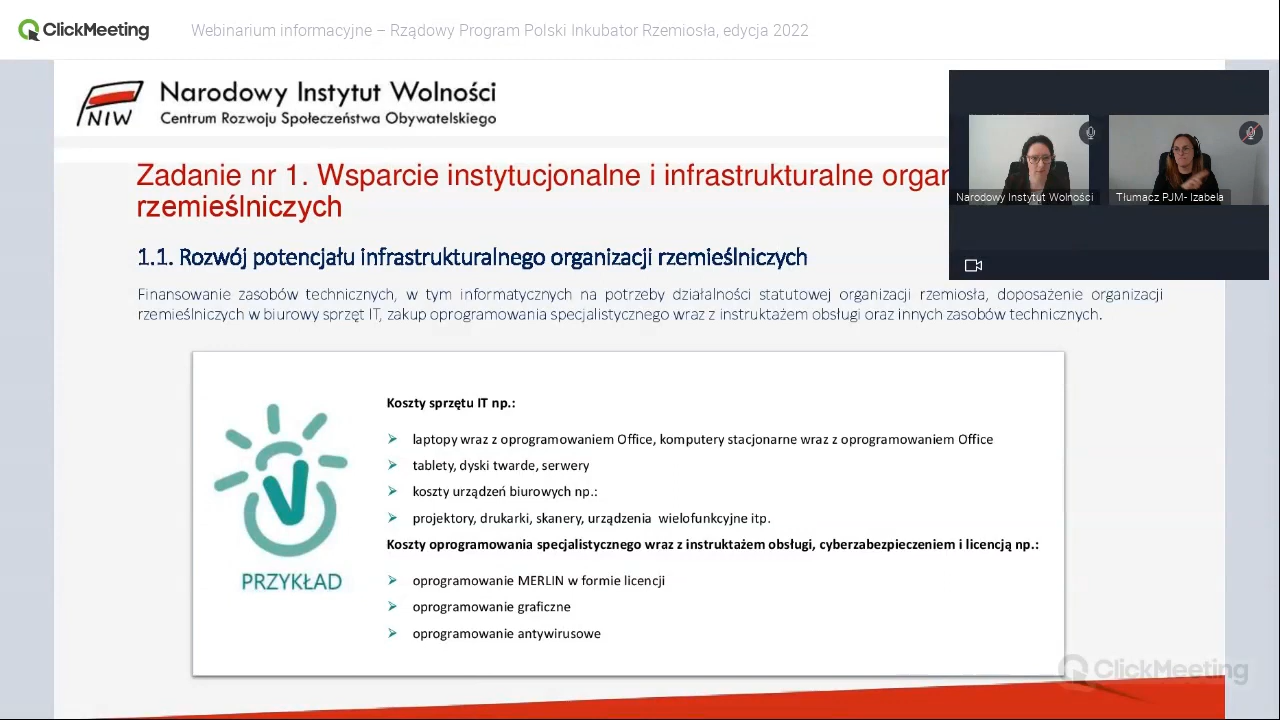 ClickMeeting
Webinarium informacyjne – Rządowy Program Polski Inkubator Rzemiosła, edycja 2022
NIW
Narodowy Instytut Wolności
Centrum Rozwoju Społeczeństwa Obywatelskiego
Narodowy Instytut Wolności
Tłumacz PJM- Izabela
Zadanie nr 1. Wsparcie instytucjonalne i infrastrukturalne
rzemieślniczych
1.1. Rozwój potencjału infrastrukturalnego organizacji rzemieślniczych
Finansowanie zasobów technicznych, w tym informatycznych na potrzeby działalności statutowej organizacji rzemiosła, doposażenie organizacji
rzemieślniczych w biurowy sprzęt IT, zakup oprogramowania specjalistycznego wraz z instruktażem obsługi oraz innych zasobów technicznych.
PRZYKŁAD
Koszty sprzętu IT np.:
laptopy wraz z oprogramowaniem Office, komputery stacjonarne wraz z oprogramowaniem Office
tablety, dyski twarde, serwery
koszty urządzeń biurowych np.:
projektory, drukarki, skanery, urządzenia wielofunkcyjne itp.
Koszty oprogramowania specjalistycznego wraz z instruktażem obsługi, cyberzabezpieczeniem i licencją np.:
oprogramowanie MERLIN w formie licencji
oprogramowanie graficzne
oprogramowanie antywirusowe
ClickMeeting